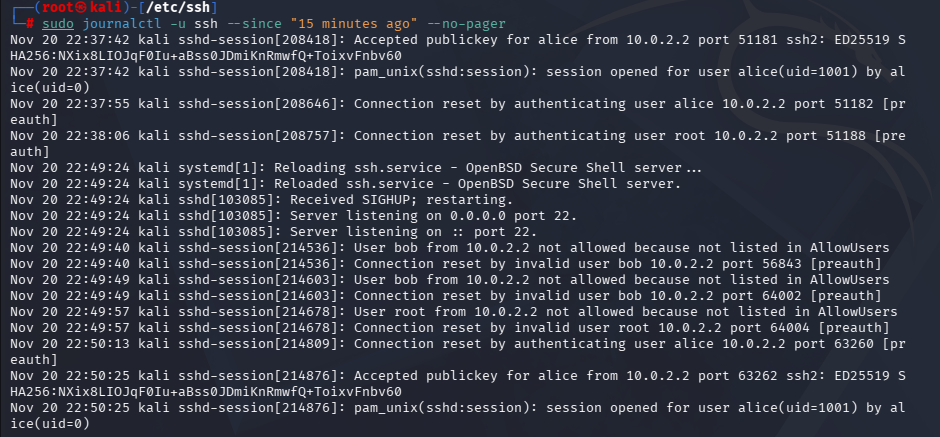 ┌──(root㉿kali)-[/etc/ssh]
└─# sudo journalctl -u ssh --since "15 minutes ago" --no-pager
Nov 20 22:37:42 kali sshd-session[208418]: Accepted publickey for alice from 10.0.2.2 port 51181 ssh2: ED25519 S
HA256:NXix8LIOJqF0Iu+aBss0JDmiKnRmwfQ+ToixvFnbv60
Nov 20 22:37:42 kali sshd-session[208418]: pam_unix(sshd:session): session opened for user alice(uid=1001) by al
ice(uid=0)
Nov 20 22:37:55 kali sshd-session[208646]: Connection reset by authenticating user alice 10.0.2.2 port 51182 [pr
eauth]
Nov 20 22:38:06 kali sshd-session[208757]: Connection reset by authenticating user root 10.0.2.2 port 51188 [pre
auth]
Nov 20 22:49:24 kali systemd[1]: Reloading ssh.service - OpenBSD Secure Shell server...
Nov 20 22:49:24 kali systemd[1]: Reloaded ssh.service - OpenBSD Secure Shell server.
Nov 20 22:49:24 kali sshd[103085]: Received SIGHUP; restarting.
Nov 20 22:49:24 kali sshd[103085]: Server listening on 0.0.0.0 port 22.
Nov 20 22:49:24 kali sshd[103085]: Server listening on :: port 22.
Nov 20 22:49:40 kali sshd-session[214536]: User bob from 10.0.2.2 not allowed because not listed in AllowUsers
Nov 20 22:49:40 kali sshd-session[214536]: Connection reset by invalid user bob 10.0.2.2 port 56843 [preauth]
Nov 20 22:49:49 kali sshd-session[214603]: User bob from 10.0.2.2 not allowed because not listed in AllowUsers
Nov 20 22:49:49 kali sshd-session[214603]: Connection reset by invalid user bob 10.0.2.2 port 64002 [preauth]
Nov 20 22:49:57 kali sshd-session[214678]: User root from 10.0.2.2 not allowed because not listed in AllowUsers
Nov 20 22:49:57 kali sshd-session[214678]: Connection reset by invalid user root 10.0.2.2 port 64004 [preauth]
Nov 20 22:50:13 kali sshd-session[214809]: Connection reset by authenticating user alice 10.0.2.2 port 63260 [pr
eauth]
Nov 20 22:50:25 kali sshd-session[214876]: Accepted publickey for alice from 10.0.2.2 port 63262 ssh2: ED25519 S
HA256:NXix8LIOJqF0Iu+aBss0JDmiKnRmwfQ+ToixvFnbv60
Nov 20 22:50:25 kali sshd-session[214876]: pam_unix(sshd:session): session opened for user alice(uid=1001) by al
ice(uid=0)